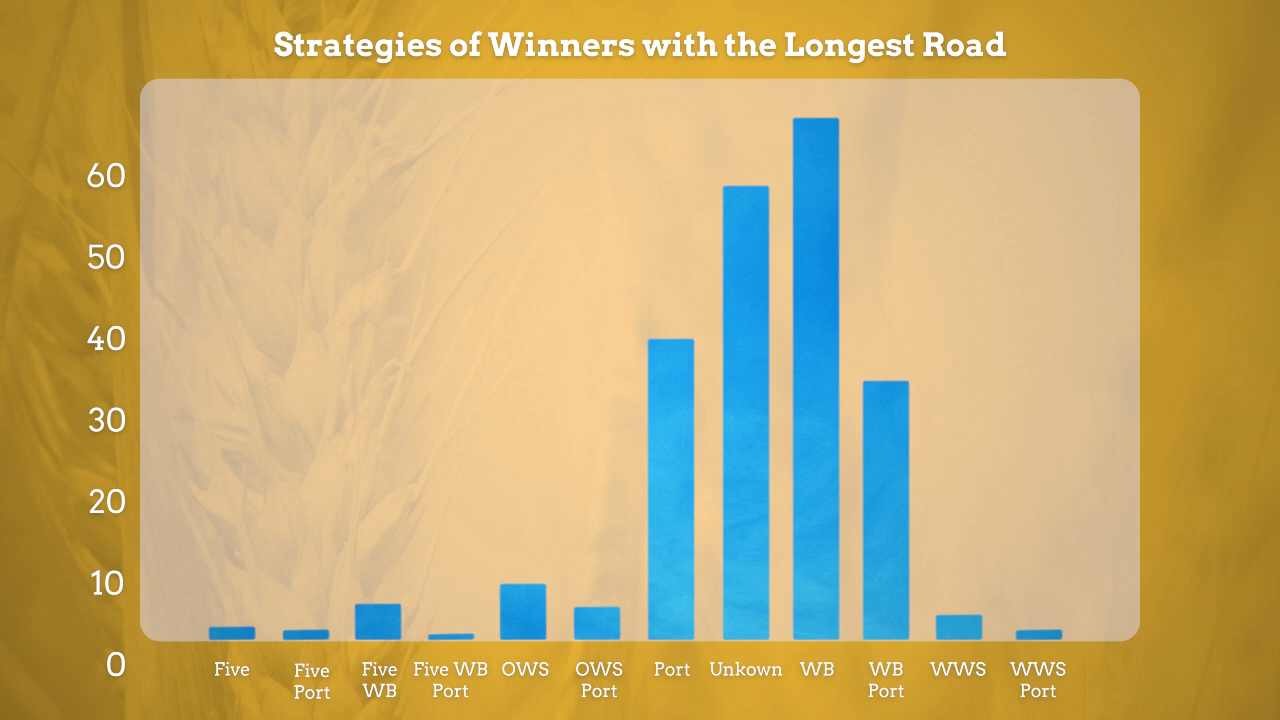 Strategies of Winners with the Longest Road
60
50
40
30
20
10
0
Five
Five
Port
Five
WB
Five WB
Port
OWS
OWS
Port
Port
Unkown
WB
WB
Port
WWS
WWS
Port